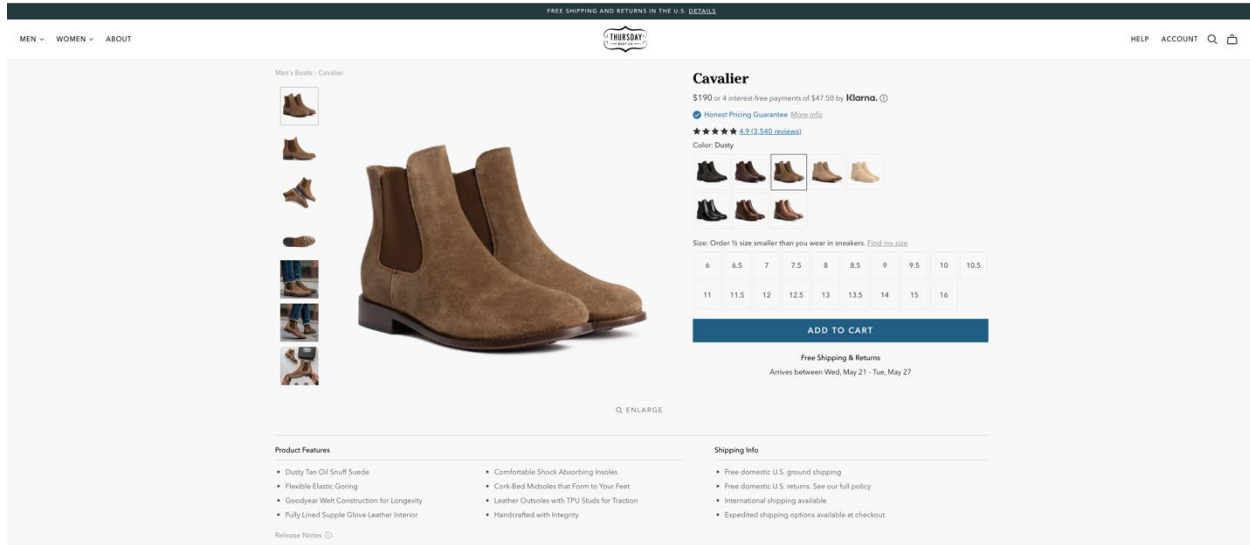 FREE SHIPPING AND RETURNS IN THE U.S. DETAILS
MEN WOMEN ABOUT
THURSDAY
BOOT CO.
HELP ACCOUNT
Men's Boots › Cavalier
Cavalier
$190 or 4 interest-free payments of $47.50 by Klarna.
Honest Pricing Guarantee More info
4.9 (3,540 reviews)
Color: Dusty
Size: Order ½ size smaller than you wear in sneakers. Find my size
6 6.5 7 7.5 8 8.5 9 9.5 10 10.5
11 11.5 12 12.5 13 13.5 14 15 16
ADD TO CART
Free Shipping & Returns
Arrives between Wed, May 21 - Tue, May 27
ENLARGE
Product Features
Dusty Tan Oil Snuff Suede
Flexible Elastic Goring
Goodyear Welt Construction for Longevity
Fully Lined Supple Glove Leather Interior
Comfortable Shock Absorbing Insoles
Cork-Bed Midsoles that Form to Your Feet
Leather Outsoles with TPU Studs for Traction
Handcrafted with Integrity
Shipping Info
Free domestic U.S. ground shipping
Free domestic U.S. returns. See our full policy
International shipping available
Expedited shipping options available at checkout
Release Notes